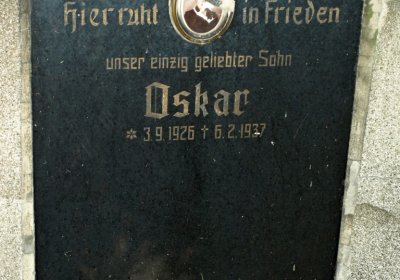 Hier ruht in Frieden
unser einzig geliebter Sohn
Oskar
* 3.9.1926 † 6.2.1937